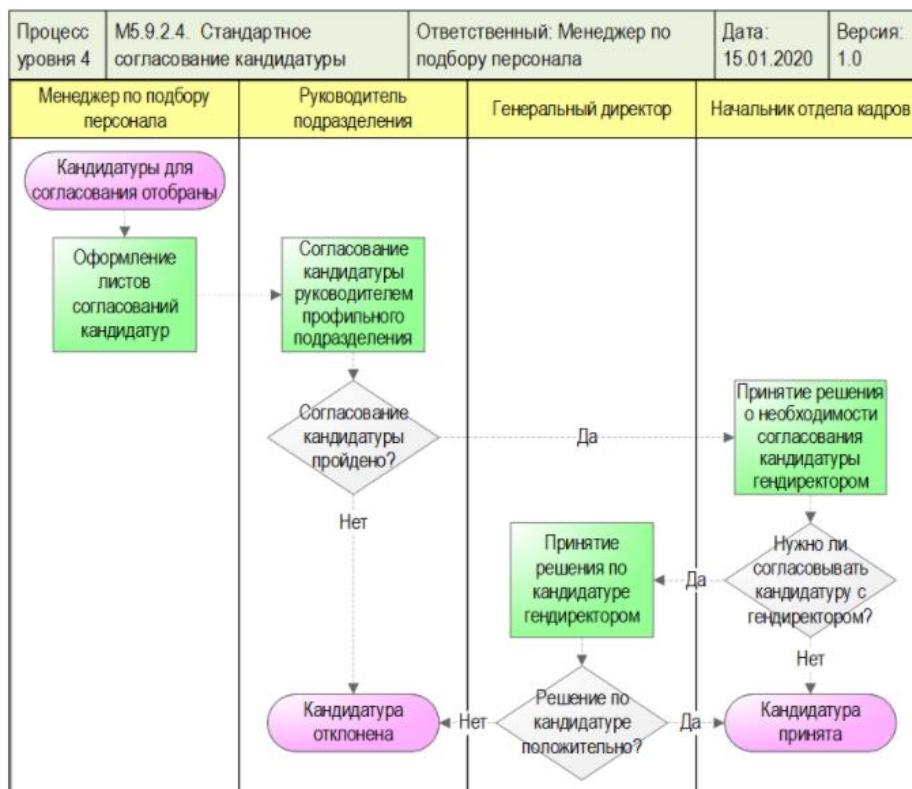 Процесс
уровня 4
М5.9.2.4. Стандартное
согласование кандидатуры
Ответственный: Менеджер по
подбору персонала
Дата:
15.01.2020
Версия:
1.0
Менеджер по подбору
персонала
Руководитель
подразделения
Генеральный директор
Начальник отдела кадров
Кандидатуры для
согласования отобраны
Оформление
листов
согласований
кандидатур
Согласование
кандидатуры
руководителем
профильного
подразделения
Согласование
кандидатуры
пройдено?
Да
Принятие решения
о необходимости
согласования
кандидатуры
гендиректором
Нет
Принятие
решения по
кандидатуре
гендиректором
Да
Нужно ли
согласовывать
кандидатуру с
гендиректором?
Нет
Кандидатура
отклонена
Нет
Решение по
кандидатуре
положительно?
Да
Кандидатура
принята